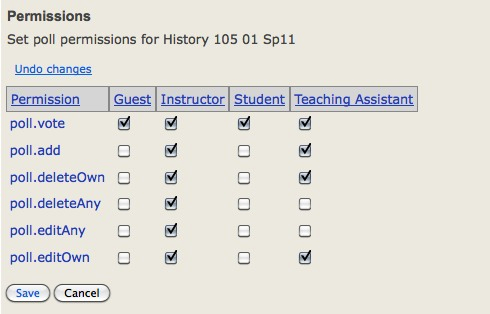 Permissions
Set poll permissions for History 105 01 Sp11
Undo changes
Permission Guest Instructor Student Teaching Assistant
poll.vote
poll.add
poll.deleteOwn
poll.deleteAny
poll.editAny
poll.editOwn
Save Cancel